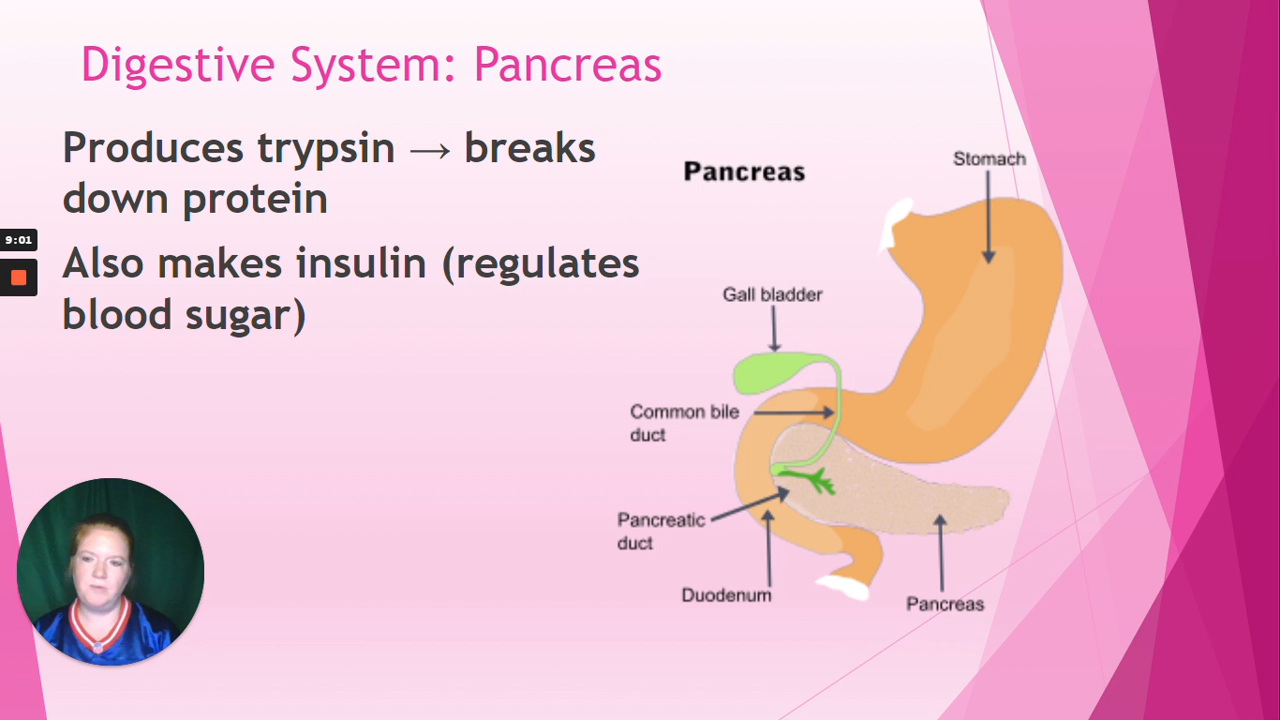 Digestive System: Pancreas
Produces trypsin → breaks
down protein
Also makes insulin (regulates
blood sugar)
9:01
Pancreas
Stomach
Gall bladder
Common bile
duct
Pancreatic
duct
Duodenum
Pancreas